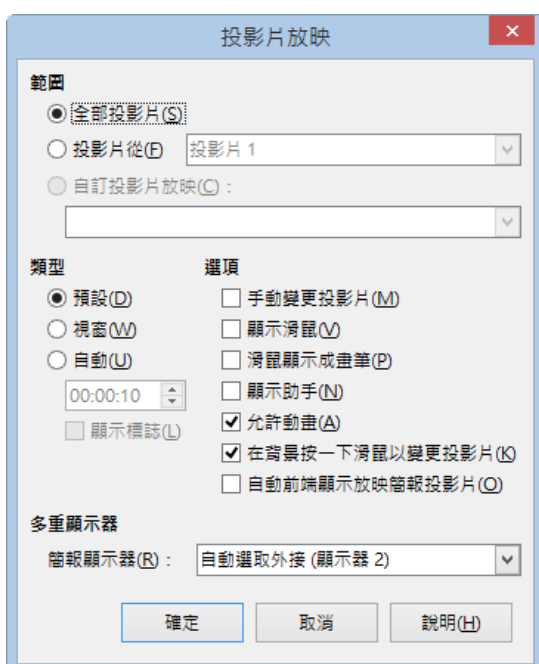 投影片放映
範圍
全部投影片(S)
投影片從(F) 投影片 1
自訂投影片放映(C)：
類型 選項
預設(D) 手動變更投影片(M)
視窗(W) 顯示滑鼠(V)
自動(U) 滑鼠顯示成畫筆(P)
00:00:10 顯示助手(N)
顯示標誌(L) 允許動畫(A)
在背景按一下滑鼠以變更投影片(K)
自動前端顯示放映簡報投影片(O)
多重顯示器
簡報顯示器(R)： 自動選取外接 (顯示器 2)
確定 取消 說明(H)